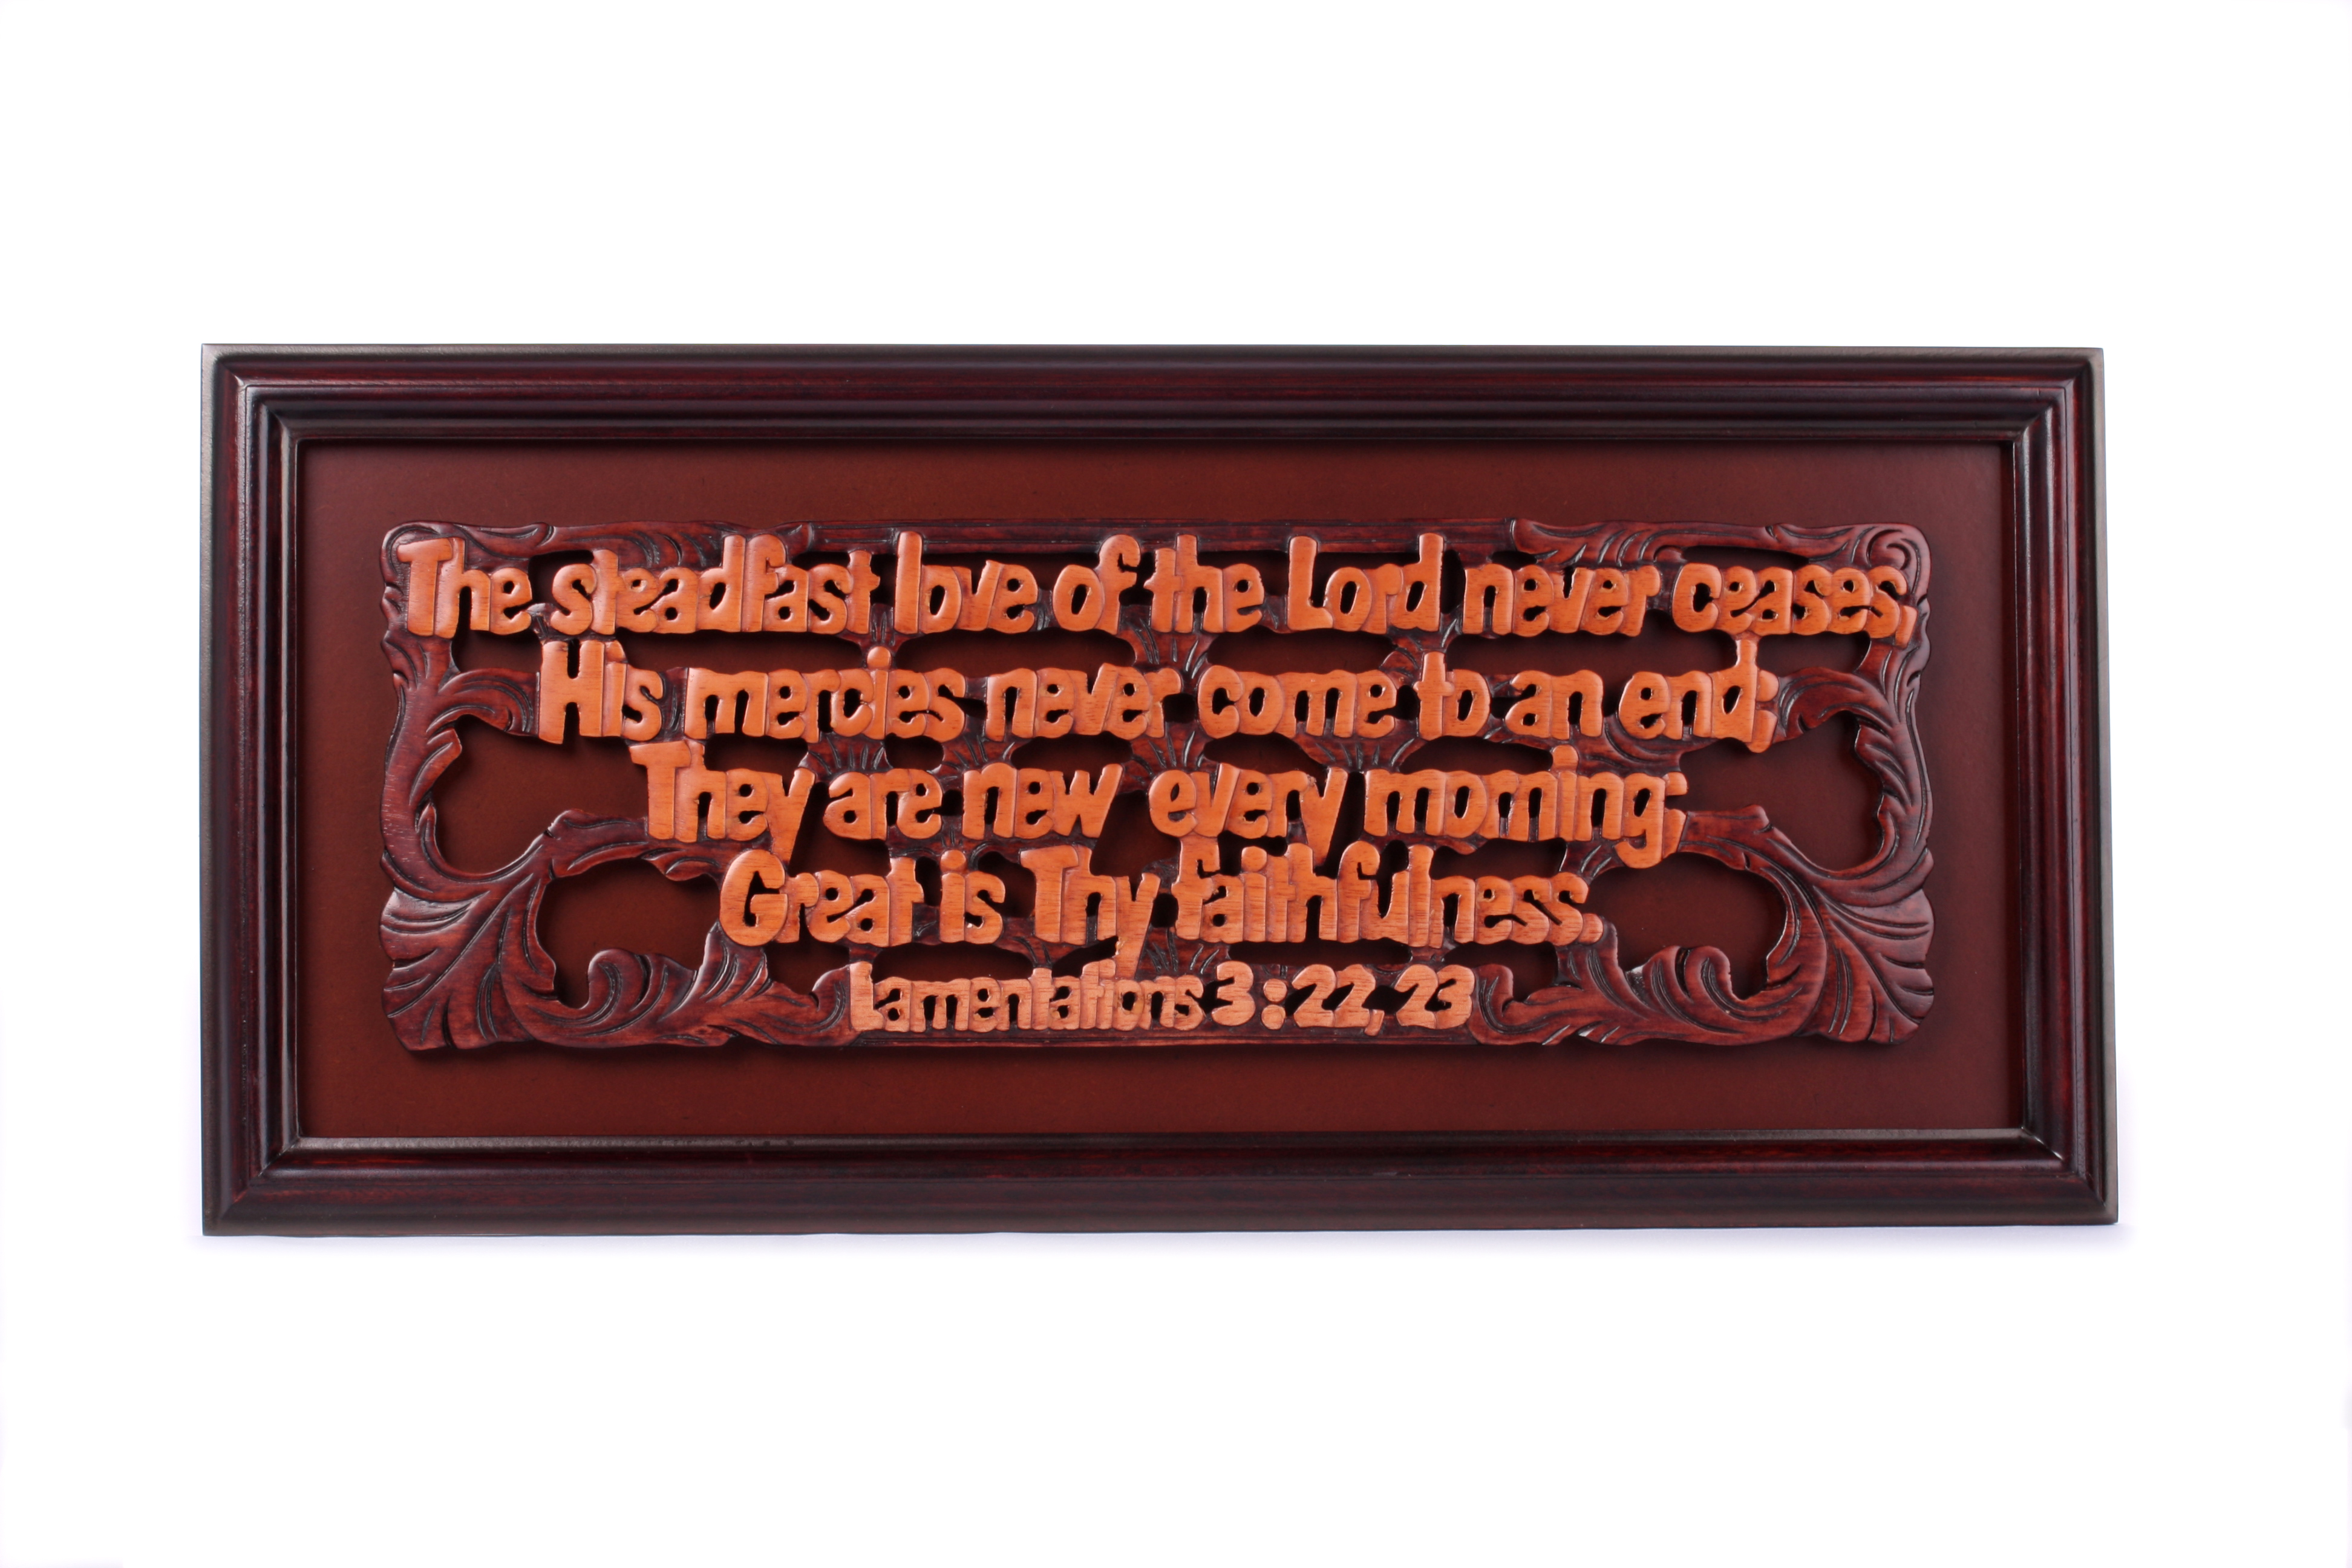 The steadfast love of the Lord never ceases,
His mercies never come to an end;
They are new every morning;
Great is Thy faithfulness.
Lamentations 3:22, 23